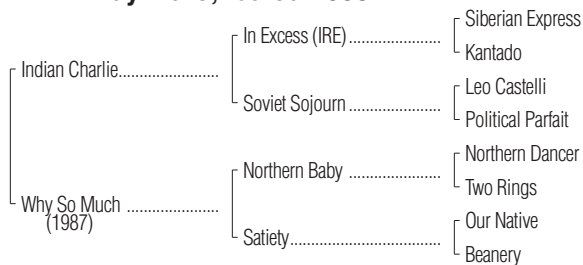 Siberian Express
In Excess (IRE)
Kantado
Indian Charlie
Leo Castelli
Soviet Sojourn
Political Parfait
Northern Dancer
Northern Baby
Two Rings
Why So Much
(1987)
Our Native
Satiety
Beanery